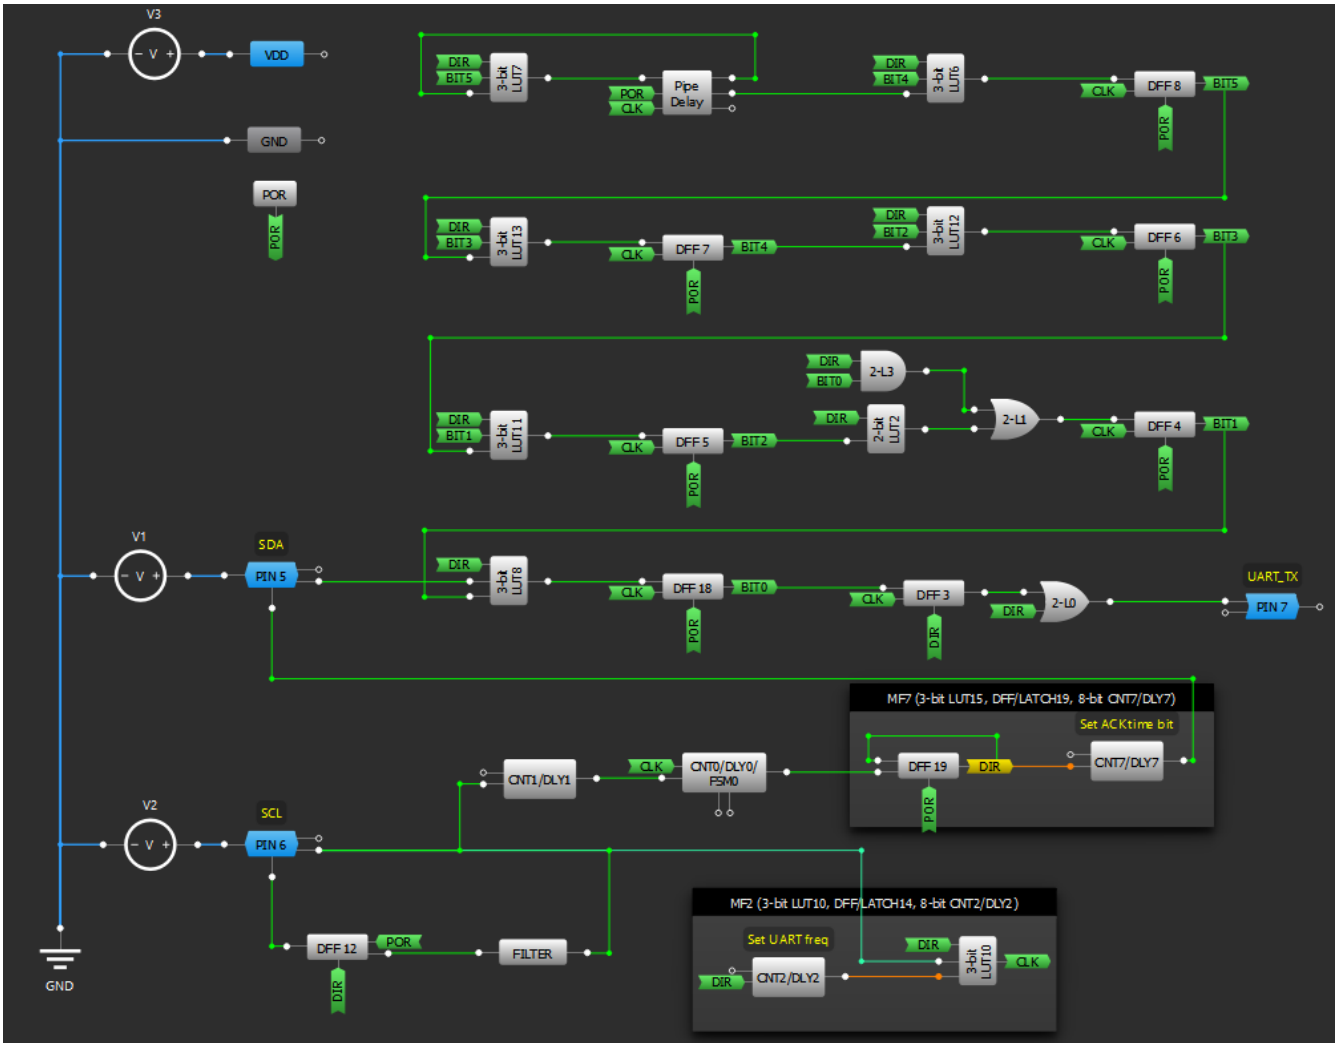 V3
− V +
VDD
GND
POR
POR
DIR
BIT5
3-bit LUT7
POR
CLK
Pipe Delay
DIR
BIT4
3-bit LUT6
CLK
DFF 8
BIT5
POR
DIR
BIT3
3-bit LUT13
CLK
DFF 7
BIT4
POR
DIR
BIT2
3-bit LUT12
CLK
DFF 6
BIT3
POR
DIR
BIT0
2-L3
DIR
BIT1
3-bit LUT11
CLK
DFF 5
BIT2
POR
DIR
2-bit LUT2
2-L1
CLK
DFF 4
BIT1
POR
V1
− V +
SDA
PIN 5
DIR
3-bit LUT8
CLK
DFF 18
BIT0
POR
CLK
DFF 3
DIR
DIR
2-L0
UART_TX
PIN 7
MF7 (3-bit LUT15, DFF/LATCH19, 8-bit CNT7/DLY7)
Set ACK time bit
DFF 19
DIR
CNT7/DLY7
POR
CNT1/DLY1
CLK
CNT0/DLY0/
FSM0
V2
− V +
SCL
PIN 6
DFF 12
POR
DIR
FILTER
MF2 (3-bit LUT10, DFF/LATCH14, 8-bit CNT2/DLY2)
Set UART freq
DIR
CNT2/DLY2
DIR
3-bit LUT10
CLK
GND